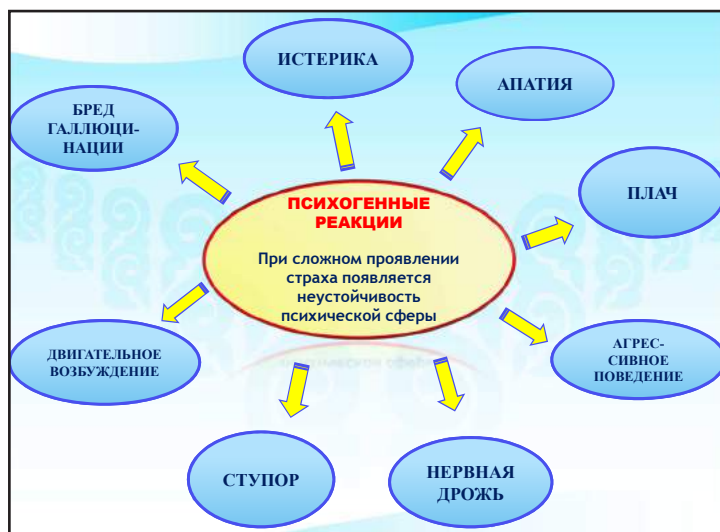 ИСТЕРИКА
АПАТИЯ
БРЕД
ГАЛЛЮЦИ-
НАЦИИ
ПЛАЧ
ПСИХОГЕННЫЕ
РЕАКЦИИ
При сложном проявлении
страха появляется
неустойчивость
психической сферы
ДВИГАТЕЛЬНОЕ
ВОЗБУЖДЕНИЕ
АГРЕС-
СИВНОЕ
ПОВЕДЕНИЕ
СТУПОР
НЕРВНАЯ
ДРОЖЬ